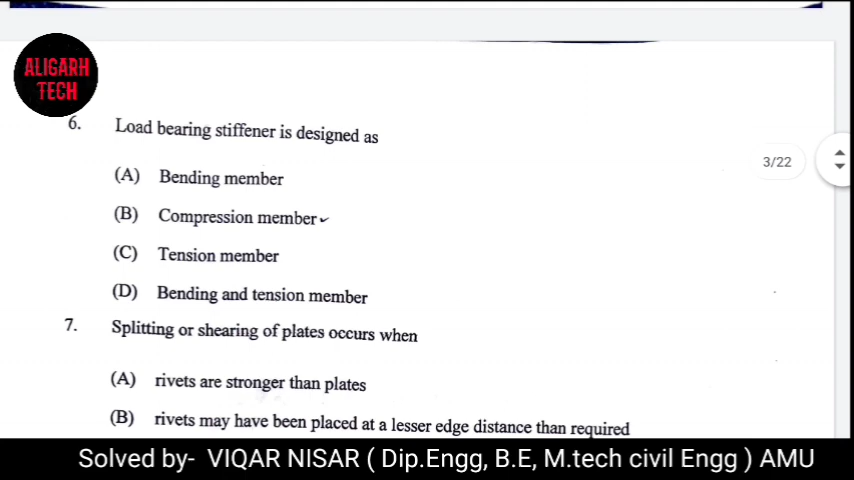 ALIGARH
TECH
6. Load bearing stiffener is designed as
(A) Bending member
3/22
(B) Compression member
(C) Tension member
(D) Bending and tension member
7. Splitting or shearing of plates occurs when
(A) rivets are stronger than plates
(B) rivets may have been placed at a lesser edge distance than required
Solved by- VIQAR NISAR ( Dip.Engg, B.E, M.tech civil Engg ) AMU